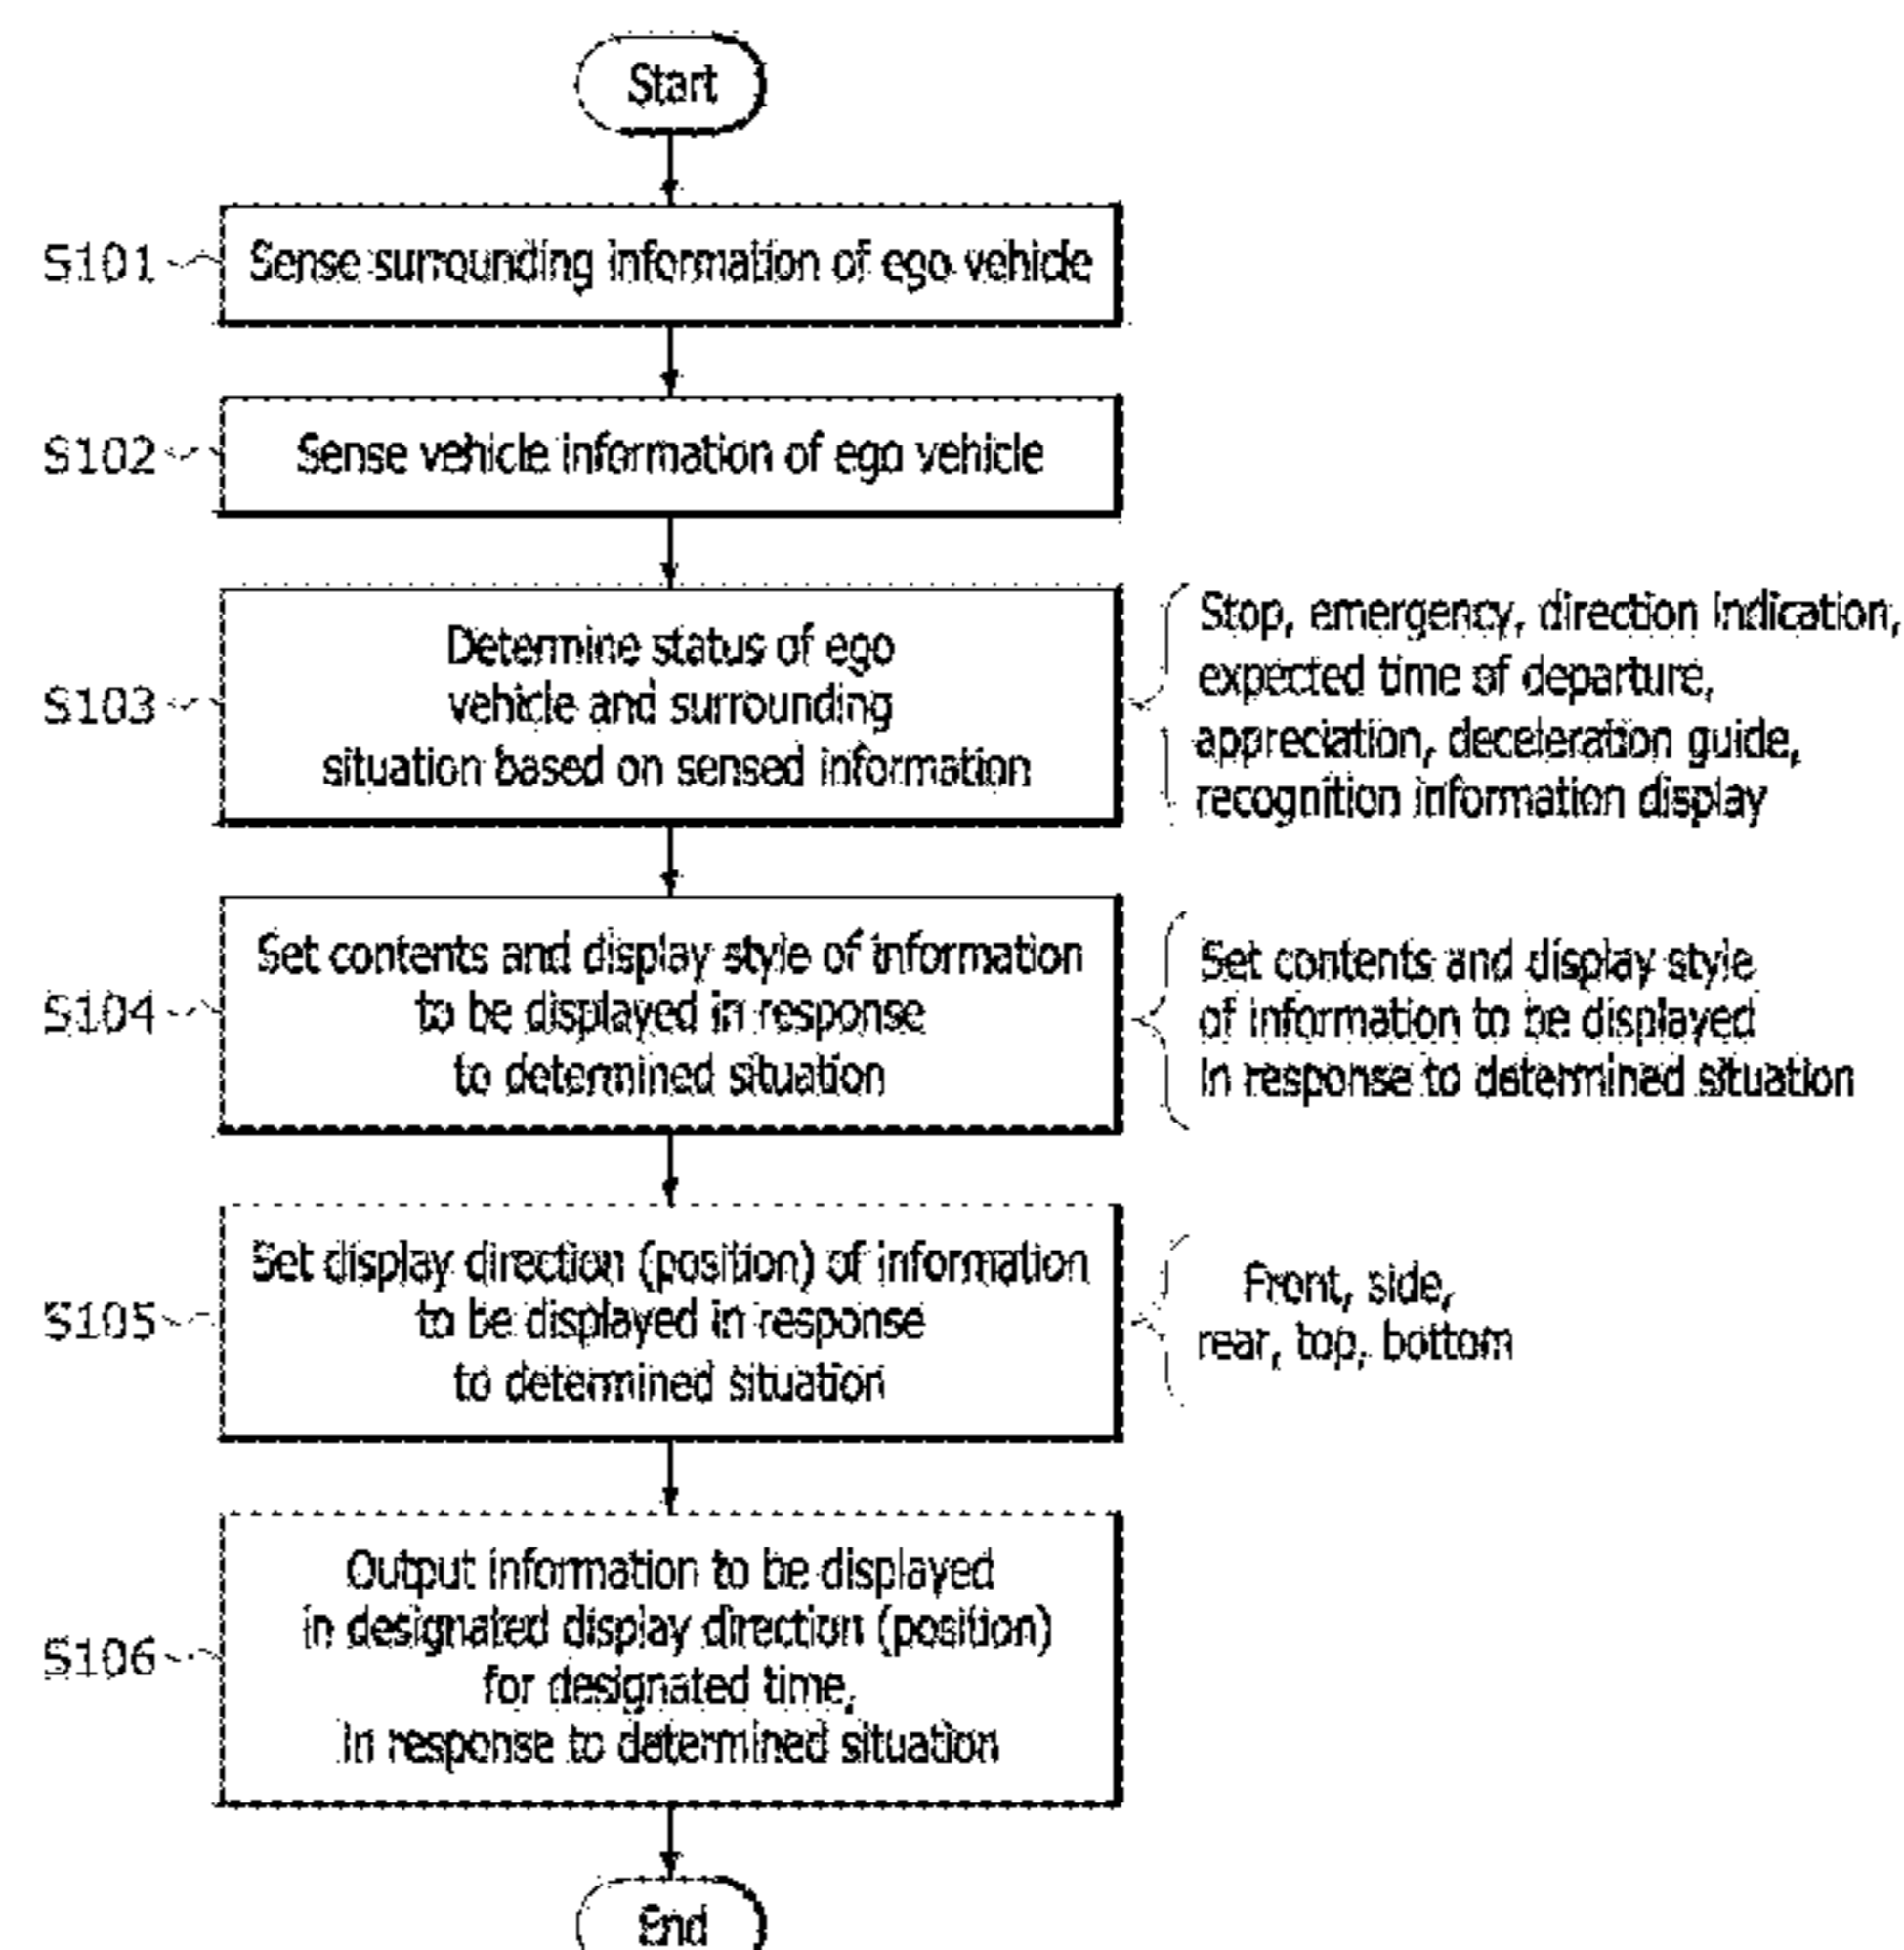 Start
S101
Sense surrounding information of ego vehicle
S102
Sense vehicle information of ego vehicle
S103
Determine status of ego
vehicle and surrounding
situation based on sensed information
Stop, emergency, direction indication,
expected time of departure,
appreciation, deceleration guide,
recognition information display
S104
Set contents and display style of information
to be displayed in response
to determined situation
Set contents and display style
of information to be displayed
in response to determined situation
S105
Set display direction (position) of information
to be displayed in response
to determined situation
Front, side,
rear, top, bottom
S106
Output information to be displayed
in designated display direction (position)
for designated time,
in response to determined situation
End